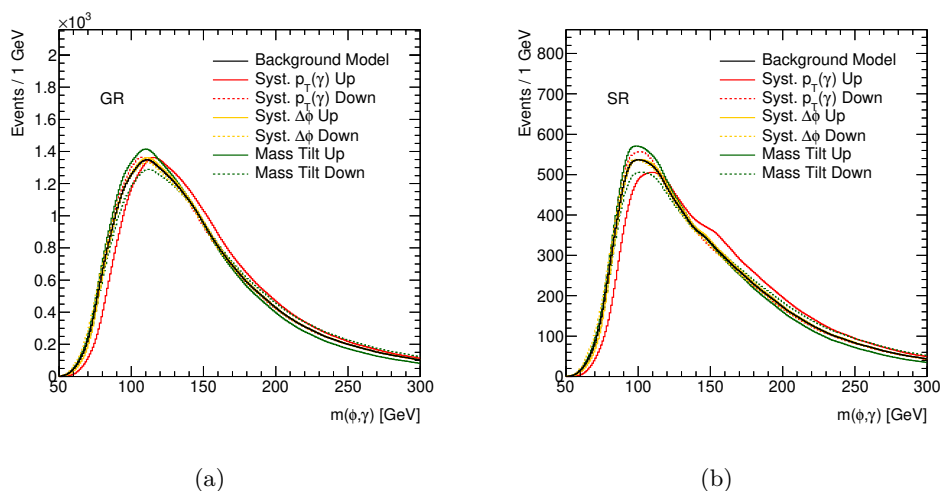 ×10³
Events / 1 GeV
2
1.8
1.6
1.4
1.2
1
0.8
0.6
0.4
0.2
0
GR
Background Model
Syst. p_T(γ) Up
Syst. p_T(γ) Down
Syst. Δϕ Up
Syst. Δϕ Down
Mass Tilt Up
Mass Tilt Down
50 100 150 200 250 300
m(ϕ,γ) [GeV]
(a)
Events / 1 GeV
800
700
600
500
400
300
200
100
0
SR
Background Model
Syst. p_T(γ) Up
Syst. p_T(γ) Down
Syst. Δϕ Up
Syst. Δϕ Down
Mass Tilt Up
Mass Tilt Down
50 100 150 200 250 300
m(ϕ,γ) [GeV]
(b)